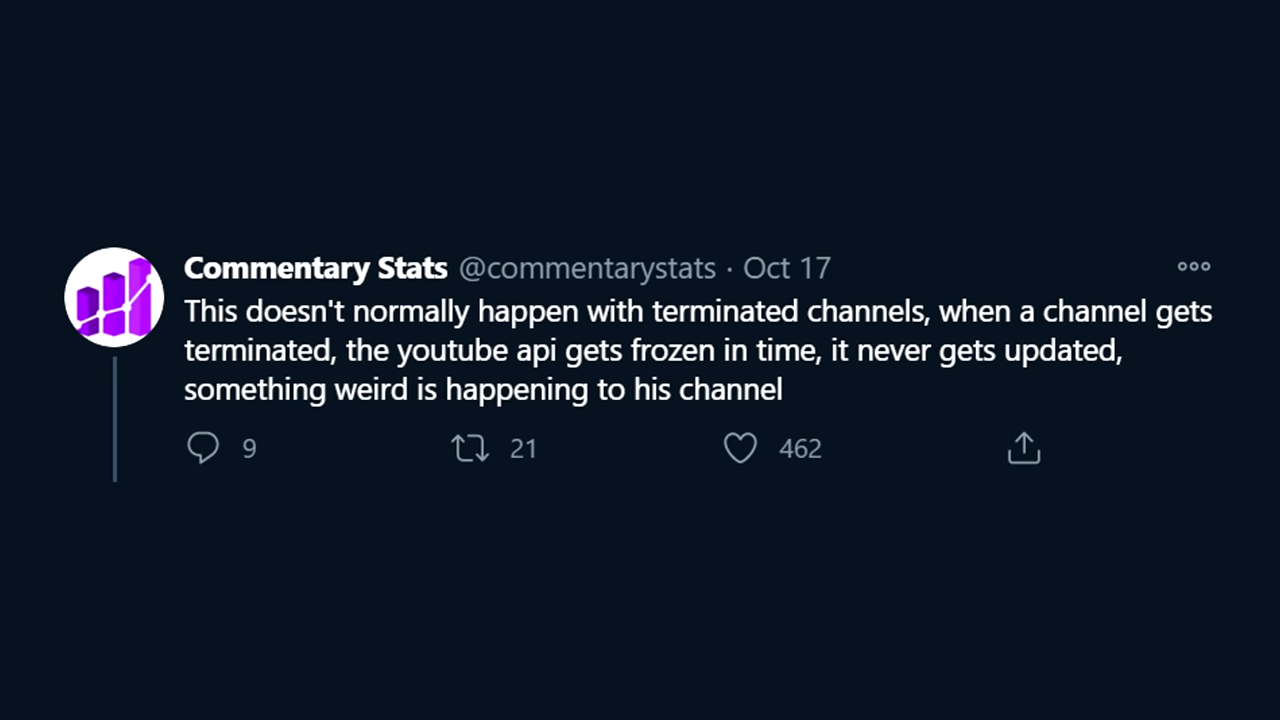 Commentary Stats @commentarystats · Oct 17
This doesn't normally happen with terminated channels, when a channel gets
terminated, the youtube api gets frozen in time, it never gets updated,
something weird is happening to his channel
9 21 462